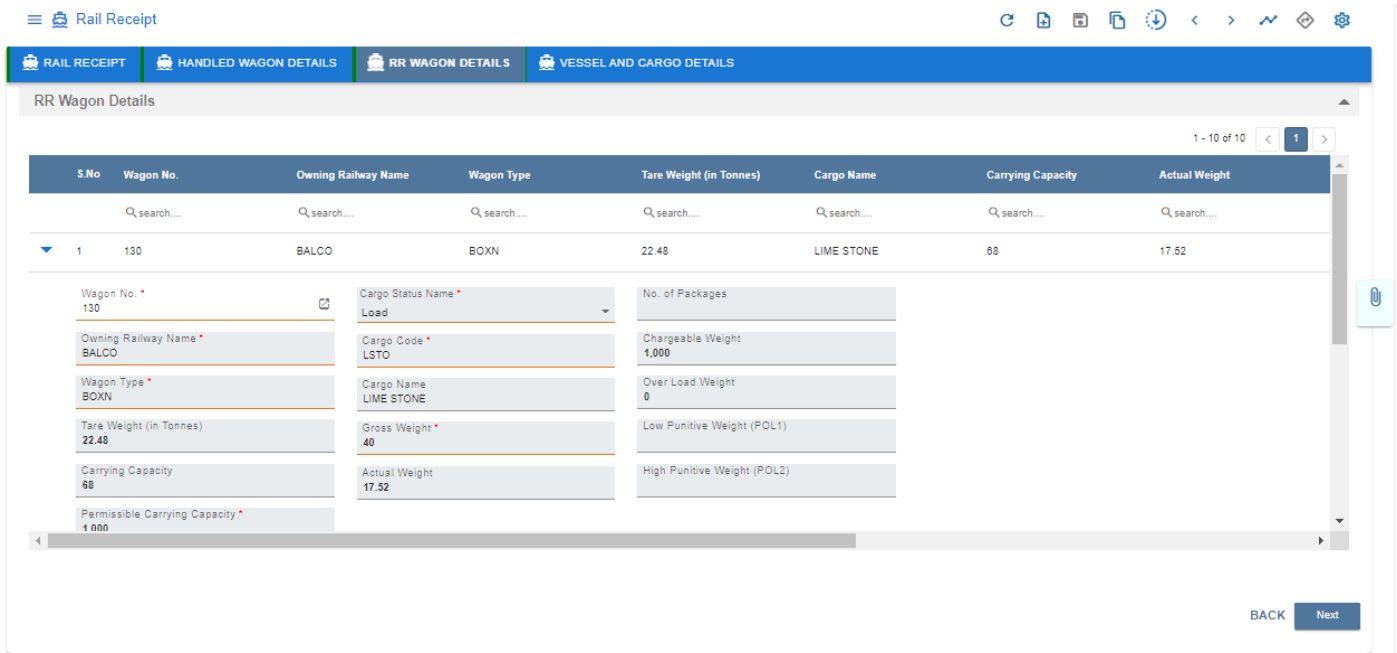 Rail Receipt
RAIL RECEIPT HANDLED WAGON DETAILS RR WAGON DETAILS VESSEL AND CARGO DETAILS
RR Wagon Details
1 - 10 of 10 < 1 >
S.No Wagon No. Owning Railway Name Wagon Type Tare Weight (in Tonnes) Cargo Name Carrying Capacity Actual Weight
search.... search.... search.... search.... search.... search.... search....
1 130 BALCO BOXN 22.48 LIME STONE 68 17.52
Wagon No. * Cargo Status Name * No. of Packages
130 Load
Owning Railway Name * Cargo Code * Chargeable Weight
BALCO LSTO 1,000
Wagon Type * Cargo Name Over Load Weight
BOXN LIME STONE 0
Tare Weight (in Tonnes) Gross Weight * Low Punitive Weight (POL1)
22.48 40
Carrying Capacity Actual Weight High Punitive Weight (POL2)
68 17.52
Permissible Carrying Capacity *
1,000
BACK Next